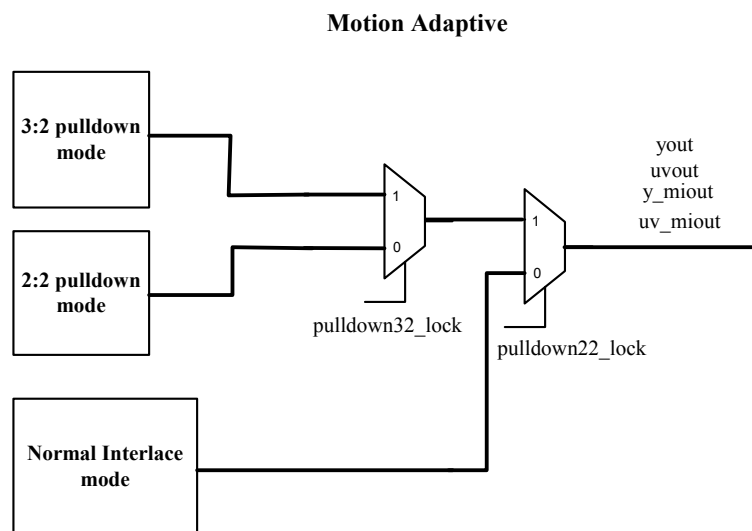 Motion Adaptive
3:2 pulldown
mode
1
0
pulldown32_lock
2:2 pulldown
mode
1
0
pulldown22_lock
yout
uvout
y_miout
uv_miout
Normal Interlace
mode